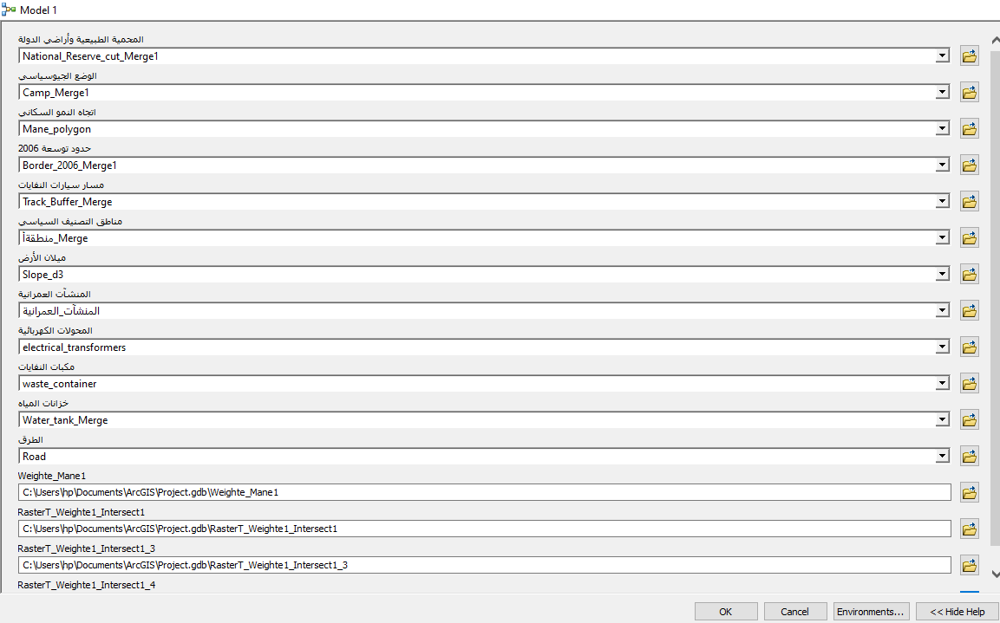 Model 1
المحمية الطبيعية وأراضي الدولة
National_Reserve_cut_Merge1
الوضع الجيوسياسي
Camp_Merge1
اتجاه النمو السكاني
Mane_polygon
حدود توسعة 2006
Border_2006_Merge1
مسار سيارات النفايات
Track_Buffer_Merge
مناطق التصنيف السياسي
منطقةأ_Merge
ميلان الأرض
Slope_d3
المنشآت العمرانية
المنشآت_العمرانية
المحولات الكهربائية
electrical_transformers
مكبات النفايات
waste_container
خزانات المياه
Water_tank_Merge
الطرق
Road
Weighte_Mane1
C:\Users\hp\Documents\ArcGIS\Project.gdb\Weighte_Mane1
RasterT_Weighte1_Intersect1
C:\Users\hp\Documents\ArcGIS\Project.gdb\RasterT_Weighte1_Intersect1
RasterT_Weighte1_Intersect1_3
C:\Users\hp\Documents\ArcGIS\Project.gdb\RasterT_Weighte1_Intersect1_3
RasterT_Weighte1_Intersect1_4
OK Cancel Environments... << Hide Help